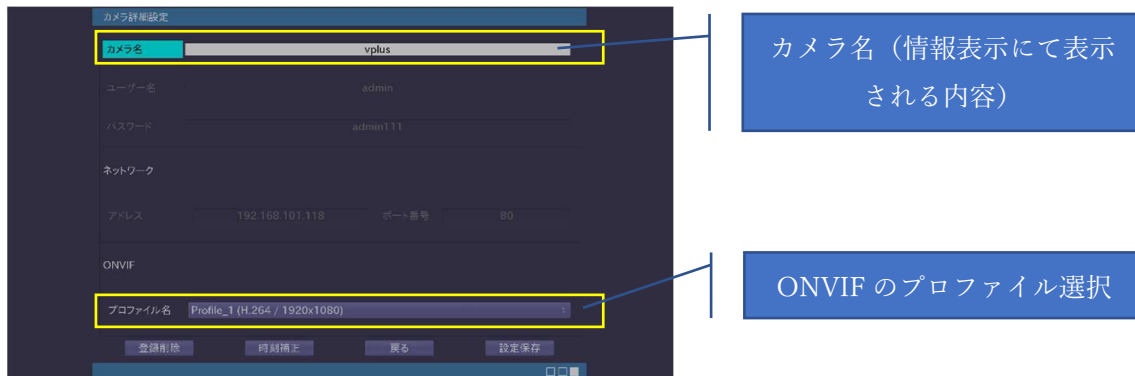 カメラ詳細設定
カメラ名 vplus
カメラ名（情報表示にて表示
される内容）
ユーザー名 admin
パスワード admin111
ネットワーク
アドレス 192.168.101.118 ポート番号 80
ONVIF
ONVIF のプロファイル選択
プロファイル名 Profile_1 (H.264 / 1920x1080)
登録削除 時刻補正 戻る 設定保存